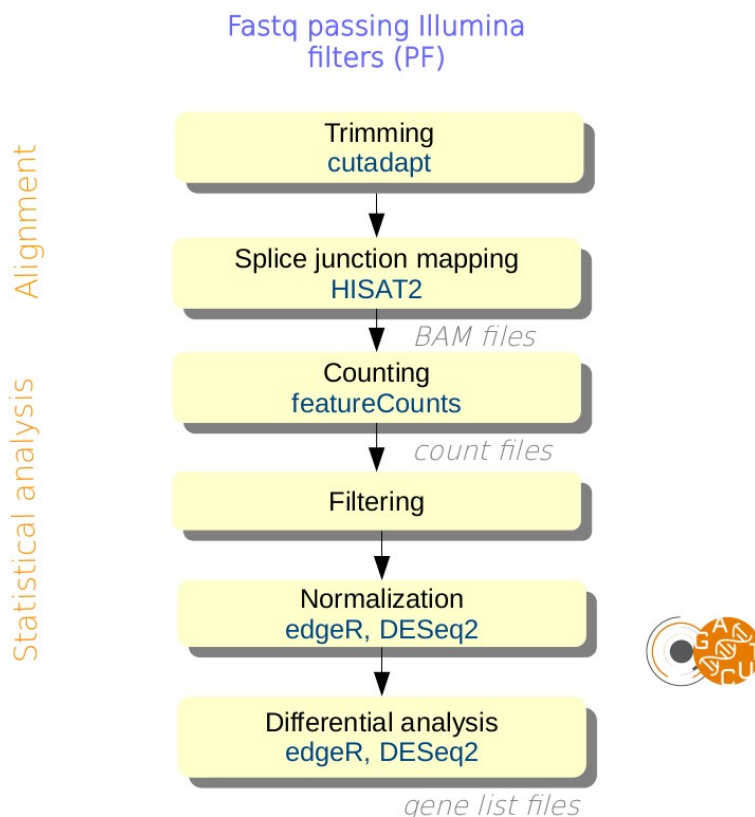 Fastq passing Illumina
filters (PF)
Alignment
Trimming
cutadapt
Splice junction mapping
HISAT2
BAM files
Statistical analysis
Counting
featureCounts
count files
Filtering
Normalization
edgeR, DESeq2
G A T
C U
Differential analysis
edgeR, DESeq2
gene list files